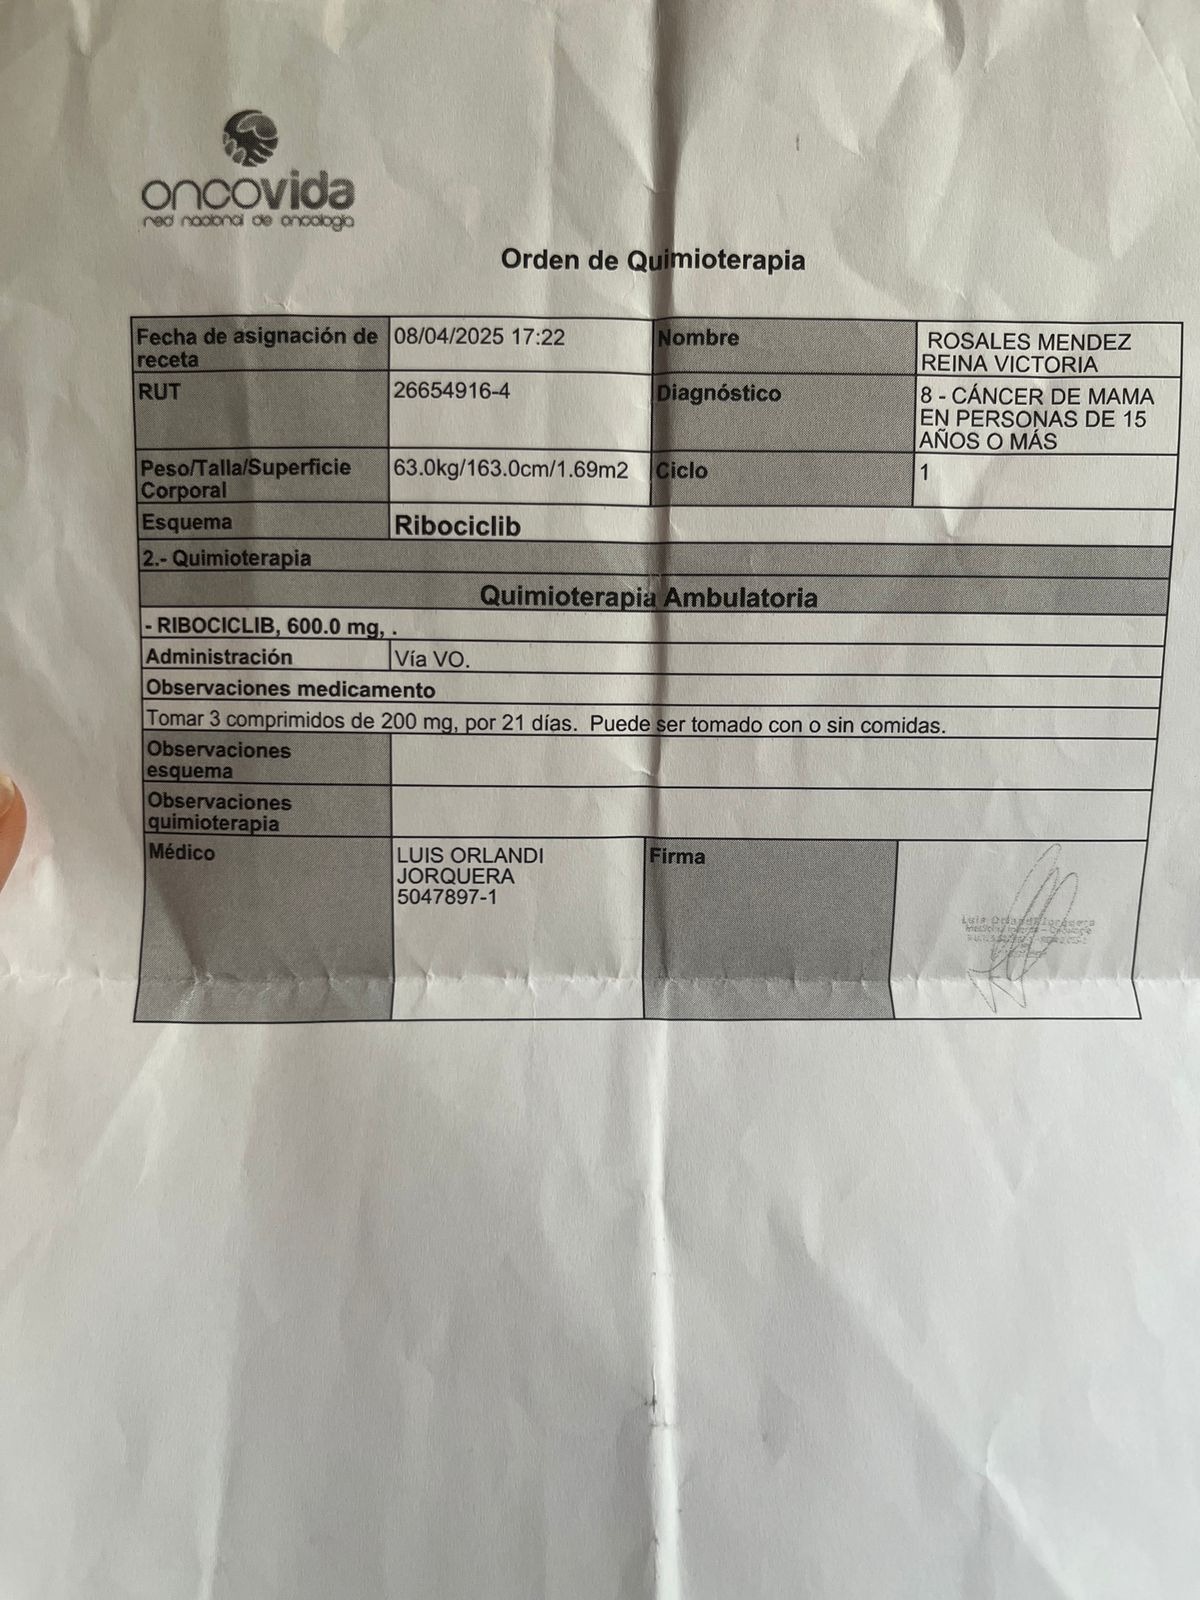 oncovida
red nacional de oncología
Orden de Quimioterapia
Fecha de asignación de receta 08/04/2025 17:22 Nombre ROSALES MENDEZ REINA VICTORIA
RUT 26654916-4 Diagnóstico 8 - CÁNCER DE MAMA EN PERSONAS DE 15 AÑOS O MÁS
Peso/Talla/Superficie Corporal 63.0kg/163.0cm/1.69m2 Ciclo 1
Esquema Ribociclib
2.- Quimioterapia
Quimioterapia Ambulatoria
- RIBOCICLIB, 600.0 mg, .
Administración Vía VO.
Observaciones medicamento
Tomar 3 comprimidos de 200 mg, por 21 días. Puede ser tomado con o sin comidas.
Observaciones esquema
Observaciones quimioterapia
Médico LUIS ORLANDI JORQUERA 5047897-1 Firma
Luis Orlandi Jorquera